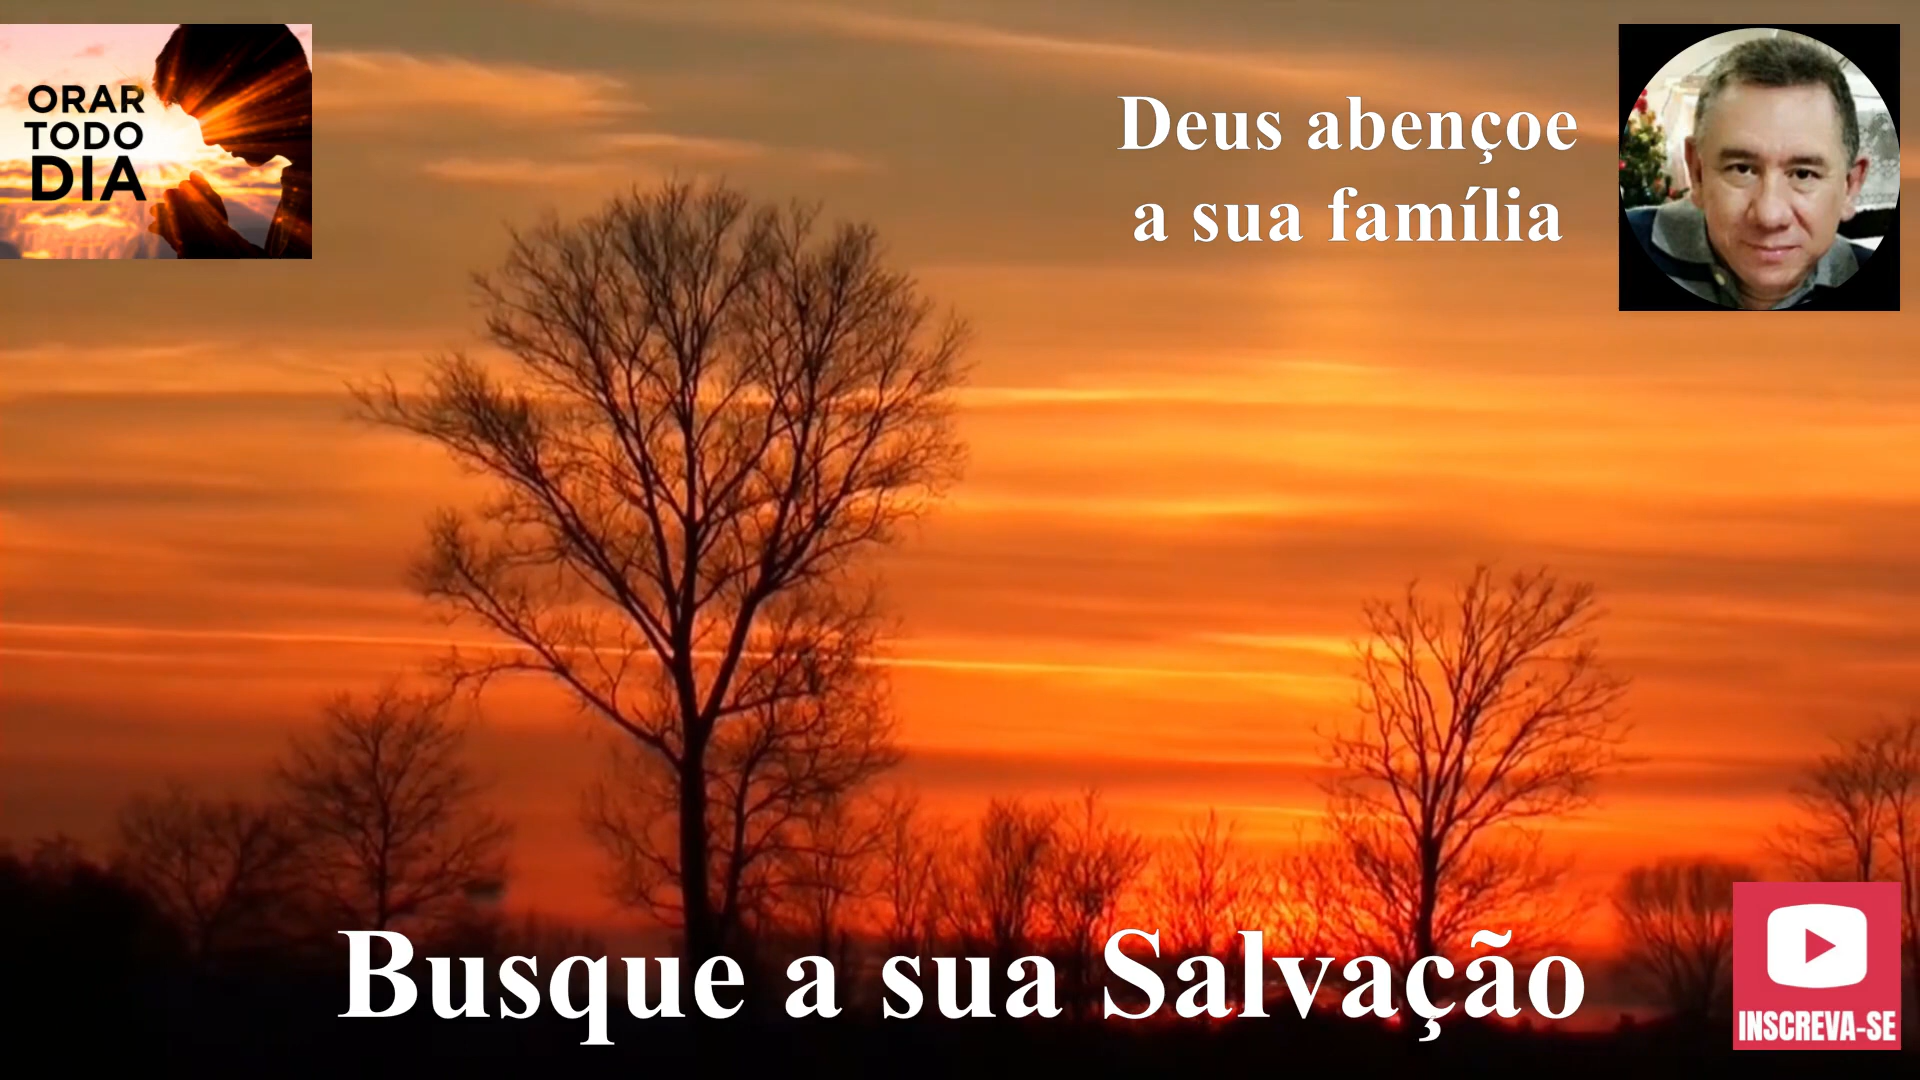 ORAR
TODO
DIA
Deus abençoe
a sua família
Busque a sua Salvação
INSCREVA-SE